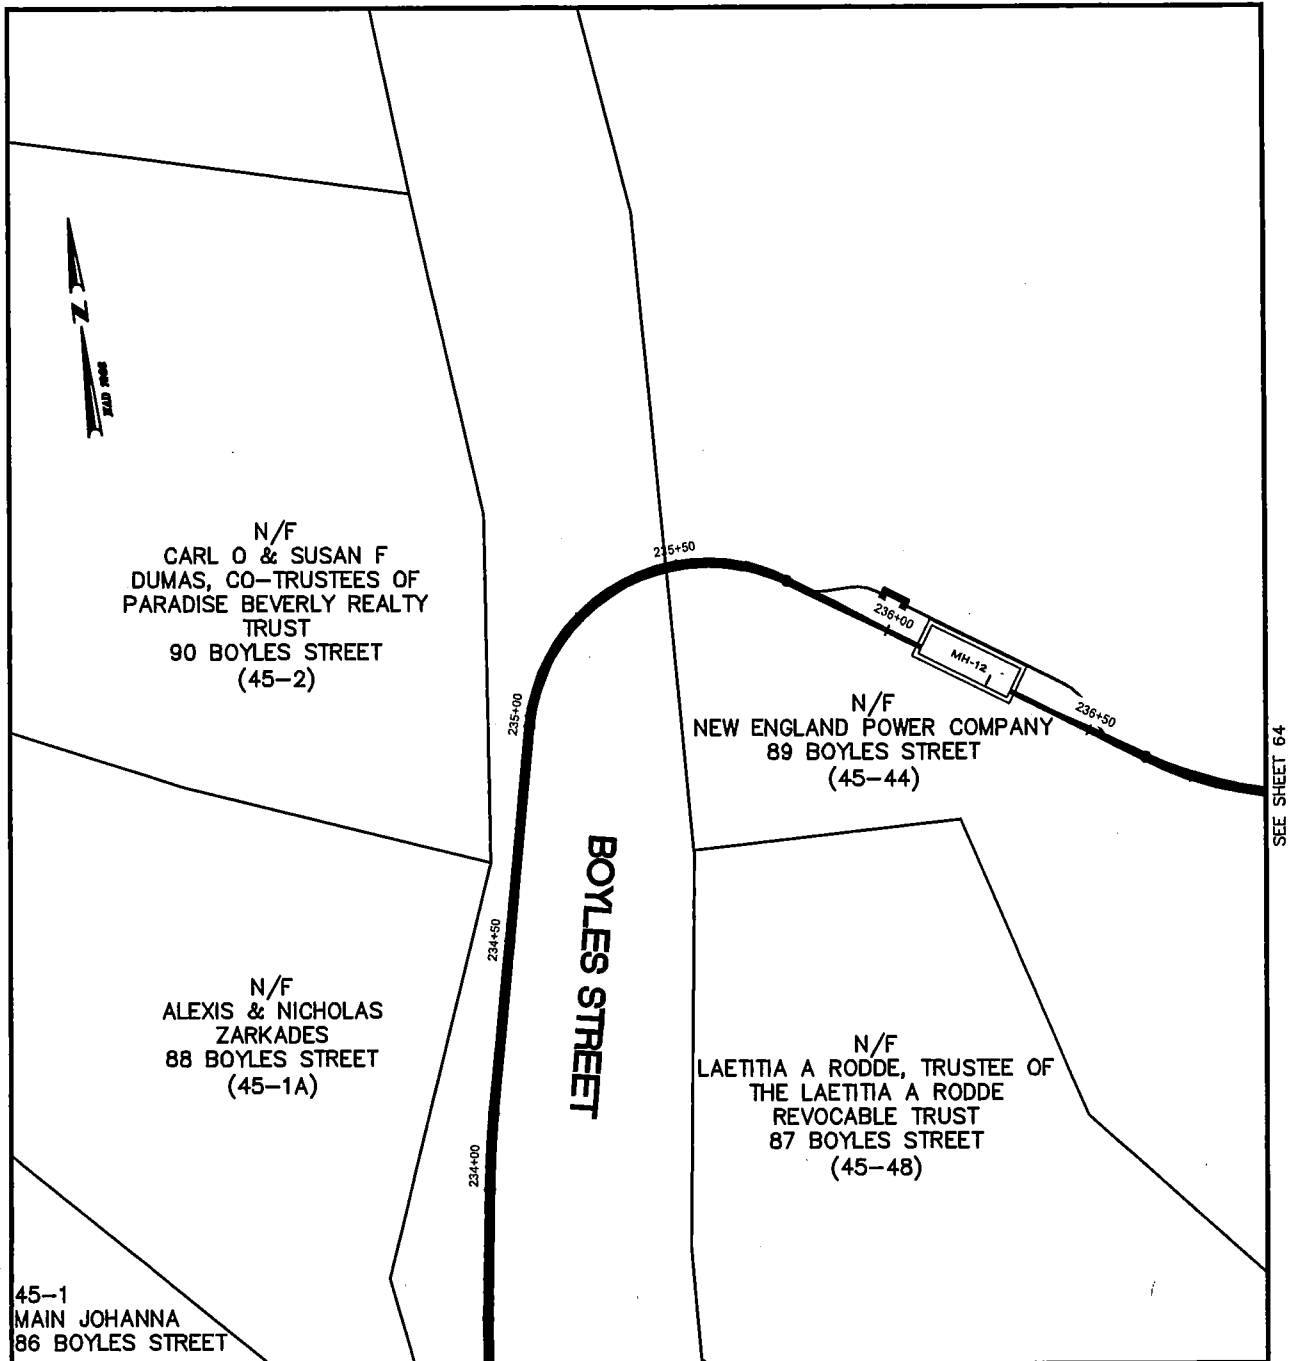 Z
N/F
CARL O & SUSAN F
DUMAS, CO-TRUSTEES OF
PARADISE BEVERLY REALTY
TRUST
90 BOYLES STREET
(45-2)
235+50
236+00
MH-12
236+50
235+00
N/F
NEW ENGLAND POWER COMPANY
89 BOYLES STREET
(45-44)
SEE SHEET 64
BOYLES STREET
234+50
N/F
ALEXIS & NICHOLAS
ZARKADES
88 BOYLES STREET
(45-1A)
N/F
LAETITIA A RODDE, TRUSTEE OF
THE LAETITIA A RODDE
REVOCABLE TRUST
87 BOYLES STREET
(45-48)
234+00
45-1
MAIN JOHANNA
86 BOYLES STREET